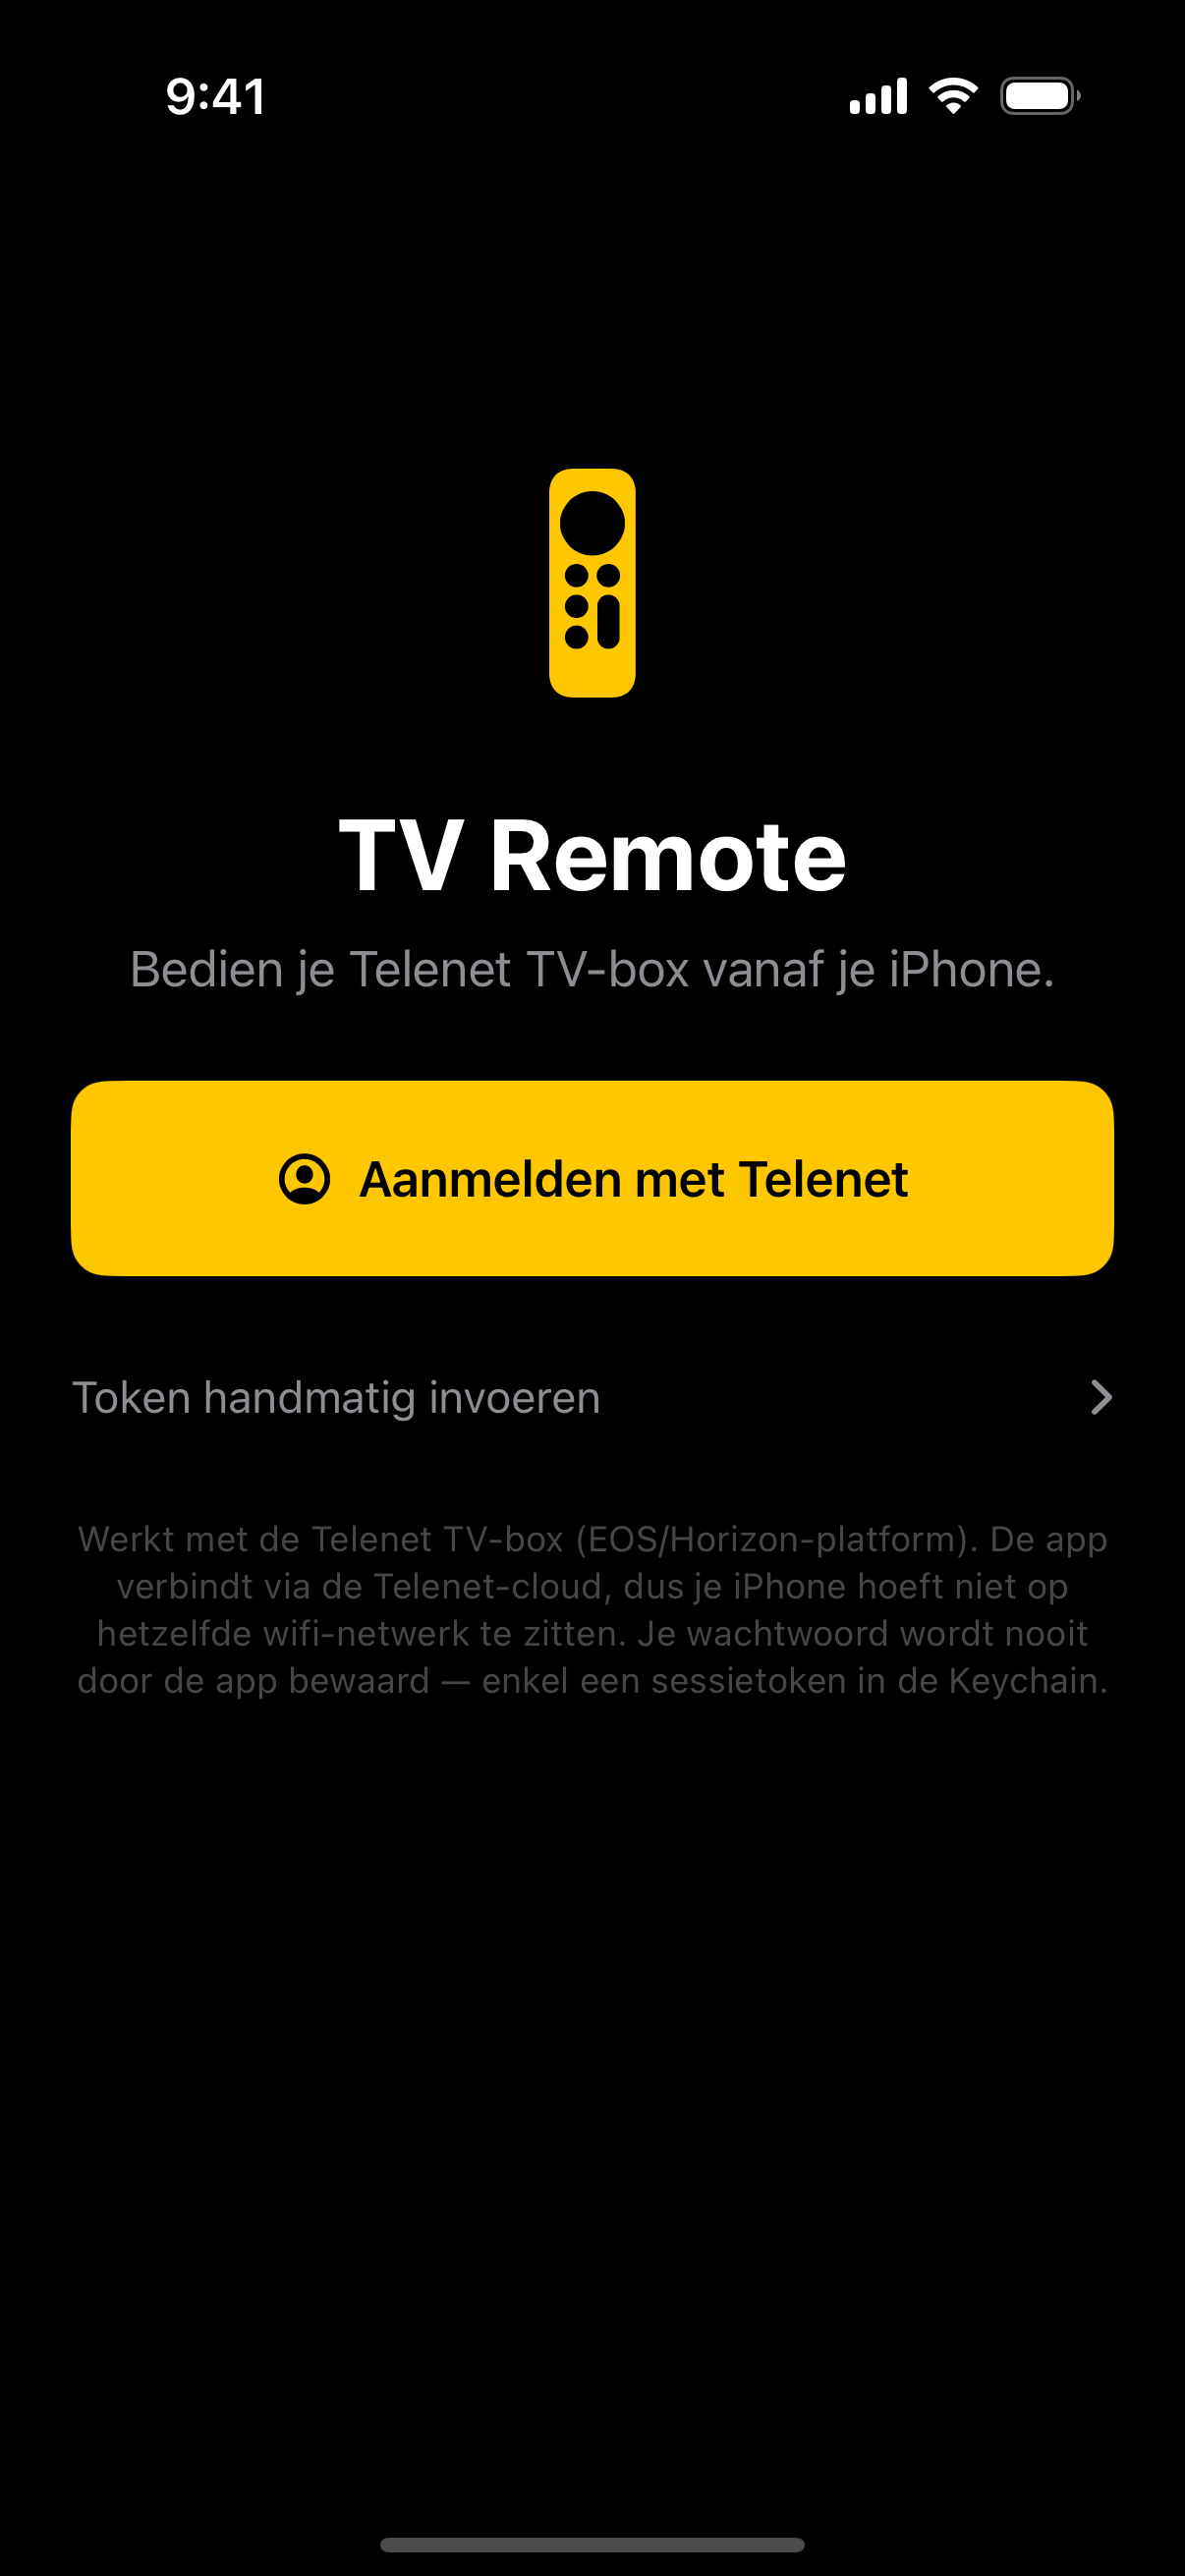 9:41
TV Remote
Bedien je Telenet TV-box vanaf je iPhone.
Aanmelden met Telenet
Token handmatig invoeren
Werkt met de Telenet TV-box (EOS/Horizon-platform). De app
verbindt via de Telenet-cloud, dus je iPhone hoeft niet op
hetzelfde wifi-netwerk te zitten. Je wachtwoord wordt nooit
door de app bewaard — enkel een sessietoken in de Keychain.